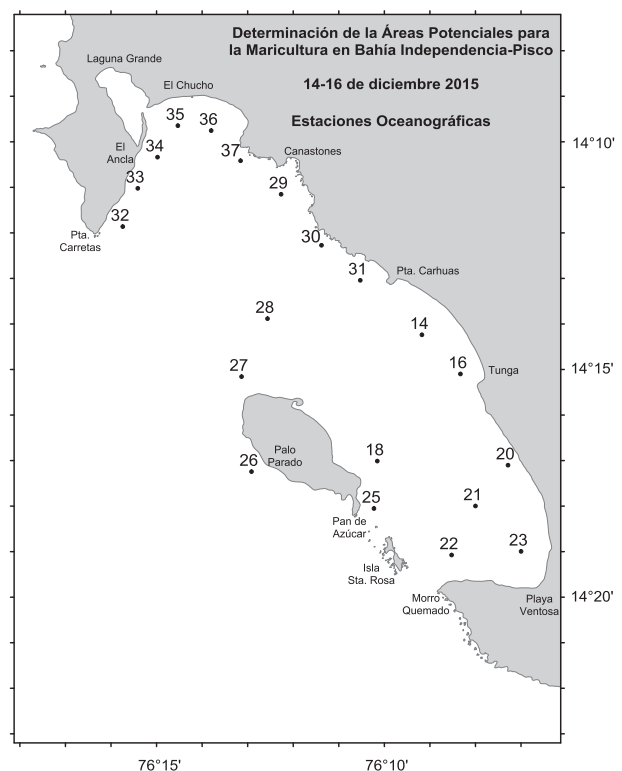 Determinación de la Áreas Potenciales para
la Maricultura en Bahía Independencia-Pisco
14-16 de diciembre 2015
Estaciones Oceanográficas
Laguna Grande
El Chucho
35
36
El
Ancla
34
37
Canastones
14°10'
33
29
32
Pta.
Carretas
30
31
Pta. Carhuas
28
14
27
16
Tunga
14°15'
Palo
Parado
26
18
20
25
21
Pan de
Azúcar
22
23
Isla
Sta. Rosa
Morro
Quemado
Playa
Ventosa
14°20'
76°15'
76°10'